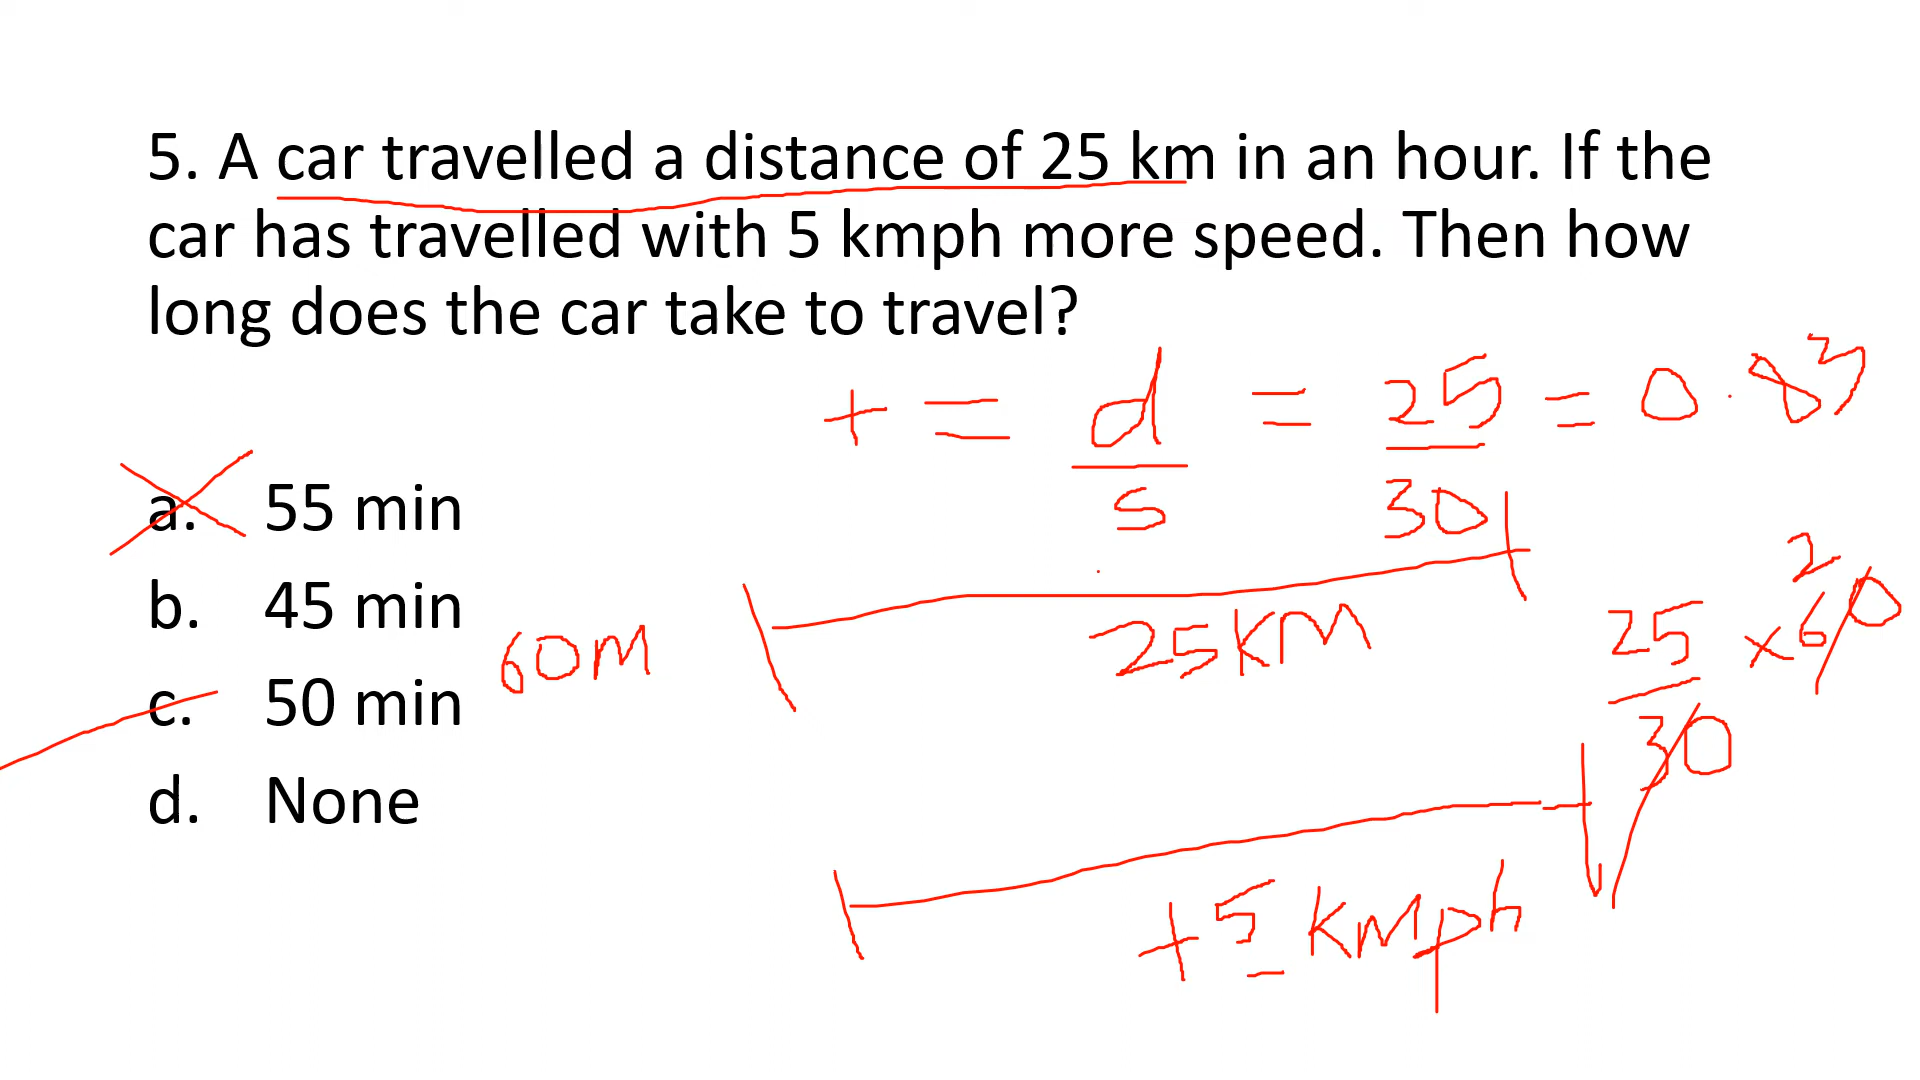 5. A car travelled a distance of 25 km in an hour. If the
car has travelled with 5 kmph more speed. Then how
long does the car take to travel?
t = d/s = 25/30 = 0.83
a. 55 min
b. 45 min
60M
25KM
25/30 x 60
2
c. 50 min
d. None
+5 kmph